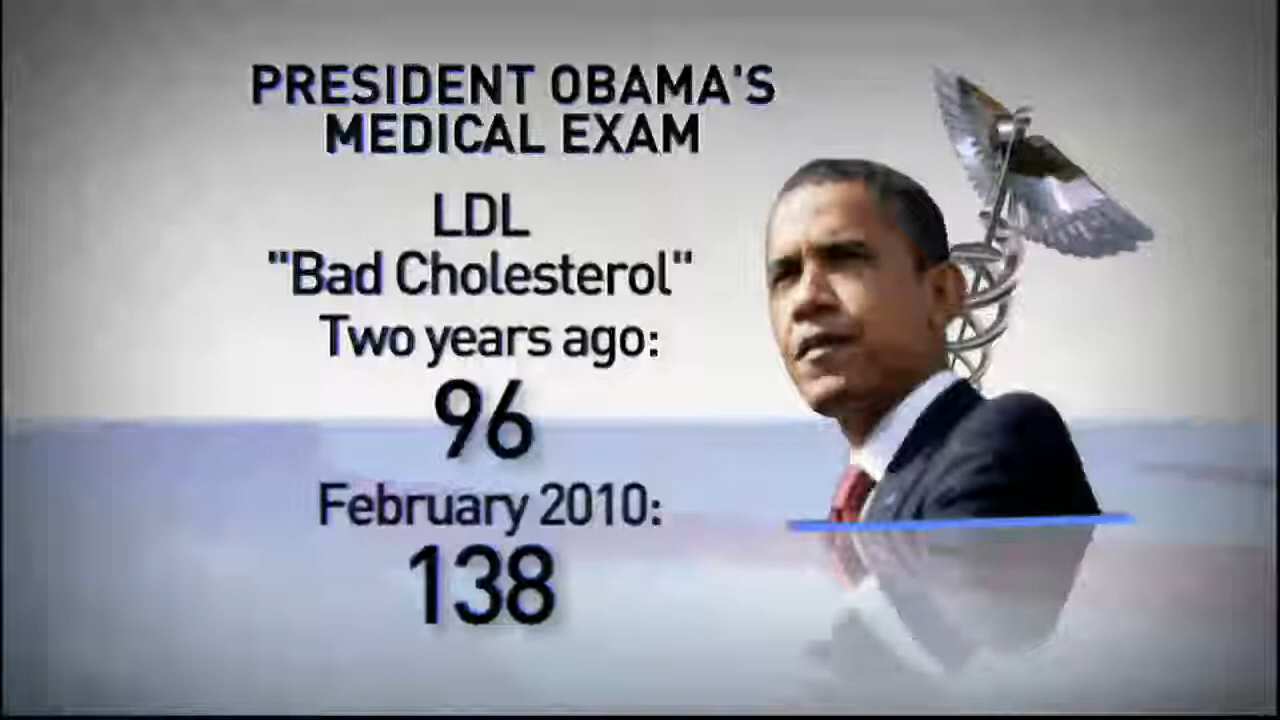 PRESIDENT OBAMA'S
MEDICAL EXAM
LDL
"Bad Cholesterol"
Two years ago:
96
February 2010:
138